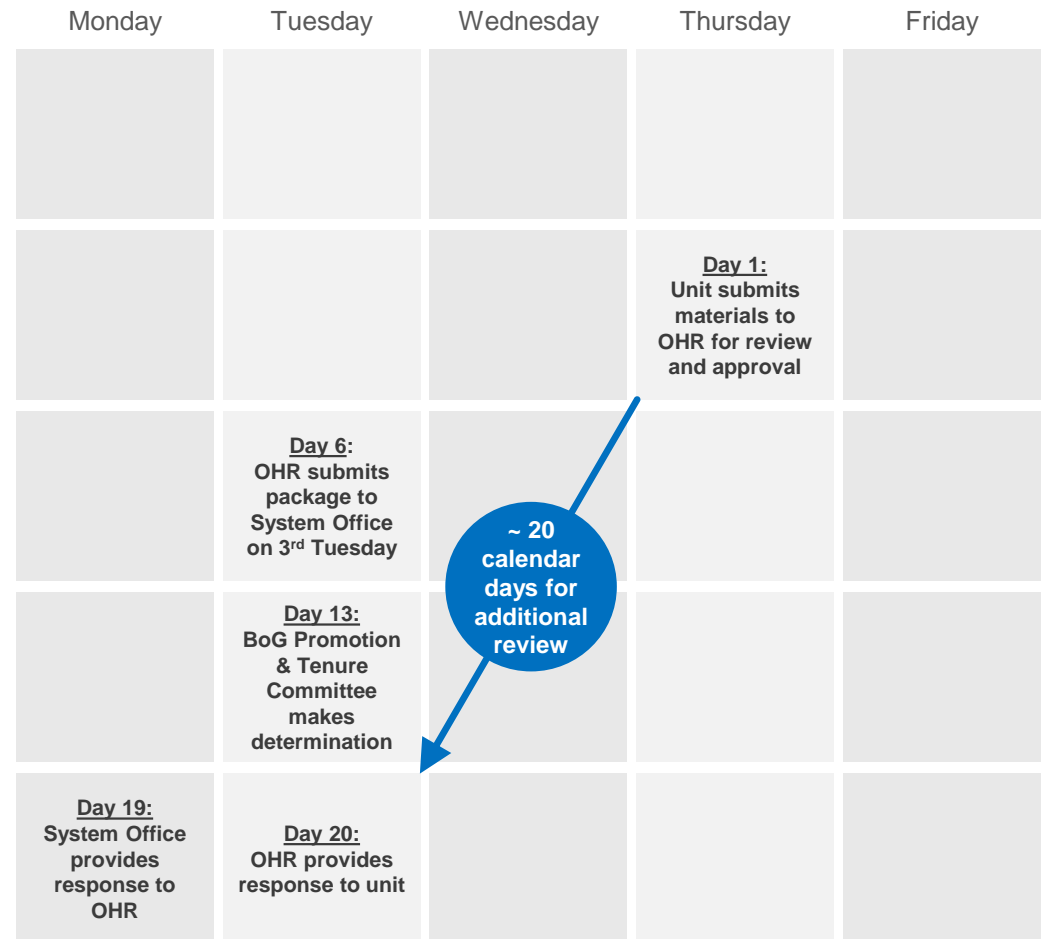 Monday Tuesday Wednesday Thursday Friday
Day 1:
Unit submits
materials to
OHR for review
and approval
Day 6:
OHR submits
package to
System Office
on 3rd Tuesday
~ 20
calendar
days for
additional
review
Day 13:
BoG Promotion
& Tenure
Committee
makes
determination
Day 19:
System Office
provides
response to
OHR
Day 20:
OHR provides
response to unit